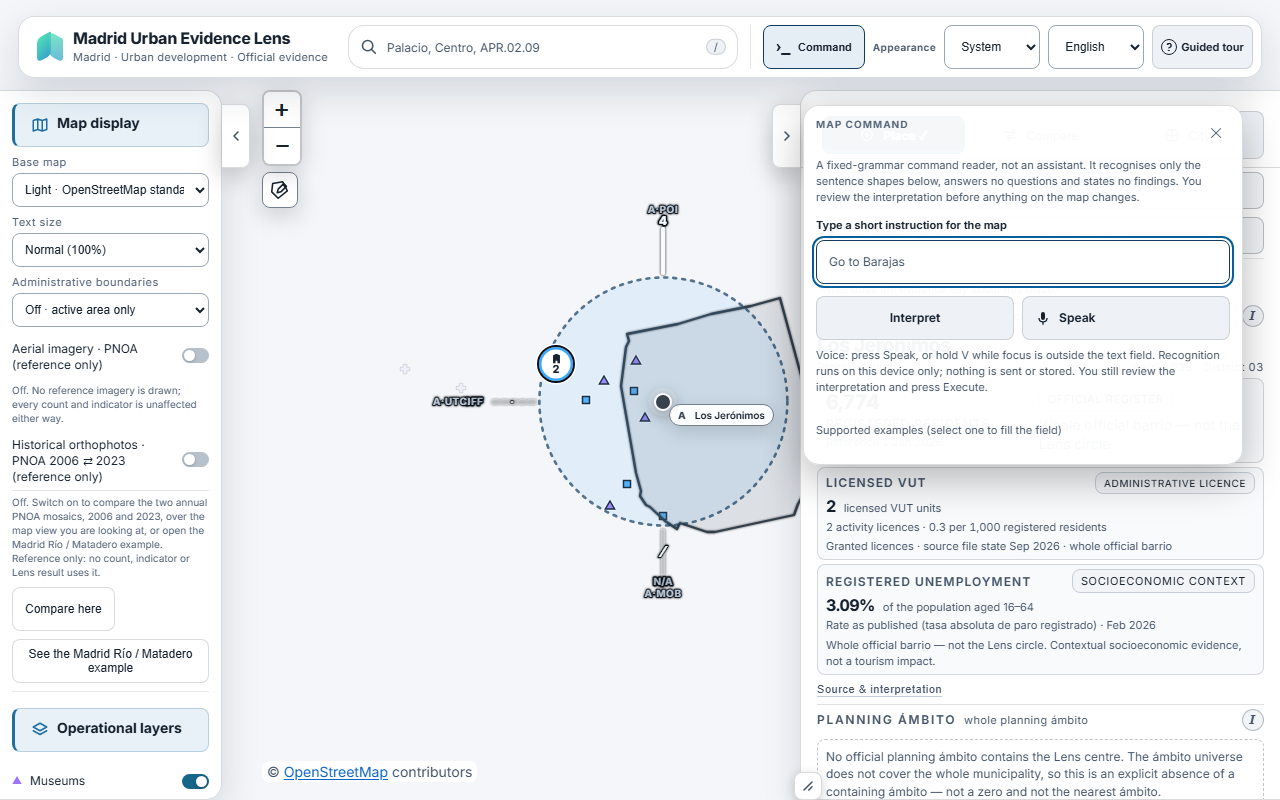 Madrid Urban Evidence Lens
Madrid · Urban development · Official evidence
Palacio, Centro, APR.02.09
/
Command
Appearance
System
English
? Guided tour
Map display
Base map
Light · OpenStreetMap standa
Text size
Normal (100%)
Administrative boundaries
Off · active area only
Aerial imagery · PNOA
(reference only)
Off. No reference imagery is drawn;
every count and indicator is unaffected
either way.
Historical orthophotos ·
PNOA 2006 ⇄ 2023
(reference only)
Off. Switch on to compare the two annual
PNOA mosaics, 2006 and 2023, over the
map view you are looking at, or open the
Madrid Río / Matadero example.
Reference only: no count, indicator or
Lens result uses it.
Compare here
See the Madrid Río / Matadero
example
Operational layers
Museums
+
−
A-POI
4
2
A-UTCIFF
-
A Los Jerónimos
/
N/A
A-MOB
© OpenStreetMap contributors
MAP COMMAND
A fixed-grammar command reader, not an assistant. It recognises only the
sentence shapes below, answers no questions and states no findings. You
review the interpretation before anything on the map changes.
Type a short instruction for the map
Go to Barajas
Interpret
Speak
Voice: press Speak, or hold V while focus is outside the text field. Recognition
runs on this device only; nothing is sent or stored. You still review the
interpretation and press Execute.
Supported examples (select one to fill the field)
Los Jerónimos
03
6,774
OFFICIAL REGISTER
LICENSED VUT
ADMINISTRATIVE LICENCE
2 licensed VUT units
2 activity licences · 0.3 per 1,000 registered residents
Granted licences · source file state Sep 2026 · whole official barrio
REGISTERED UNEMPLOYMENT
SOCIOECONOMIC CONTEXT
3.09% of the population aged 16–64
Rate as published (tasa absoluta de paro registrado) · Feb 2026
Whole official barrio — not the Lens circle. Contextual socioeconomic evidence,
not a tourism impact.
Source & interpretation
PLANNING ÁMBITO whole planning ámbito
I
No official planning ámbito contains the Lens centre. The ámbito universe
does not cover the whole municipality, so this is an explicit absence of a
containing ámbito — not a zero and not the nearest ámbito.